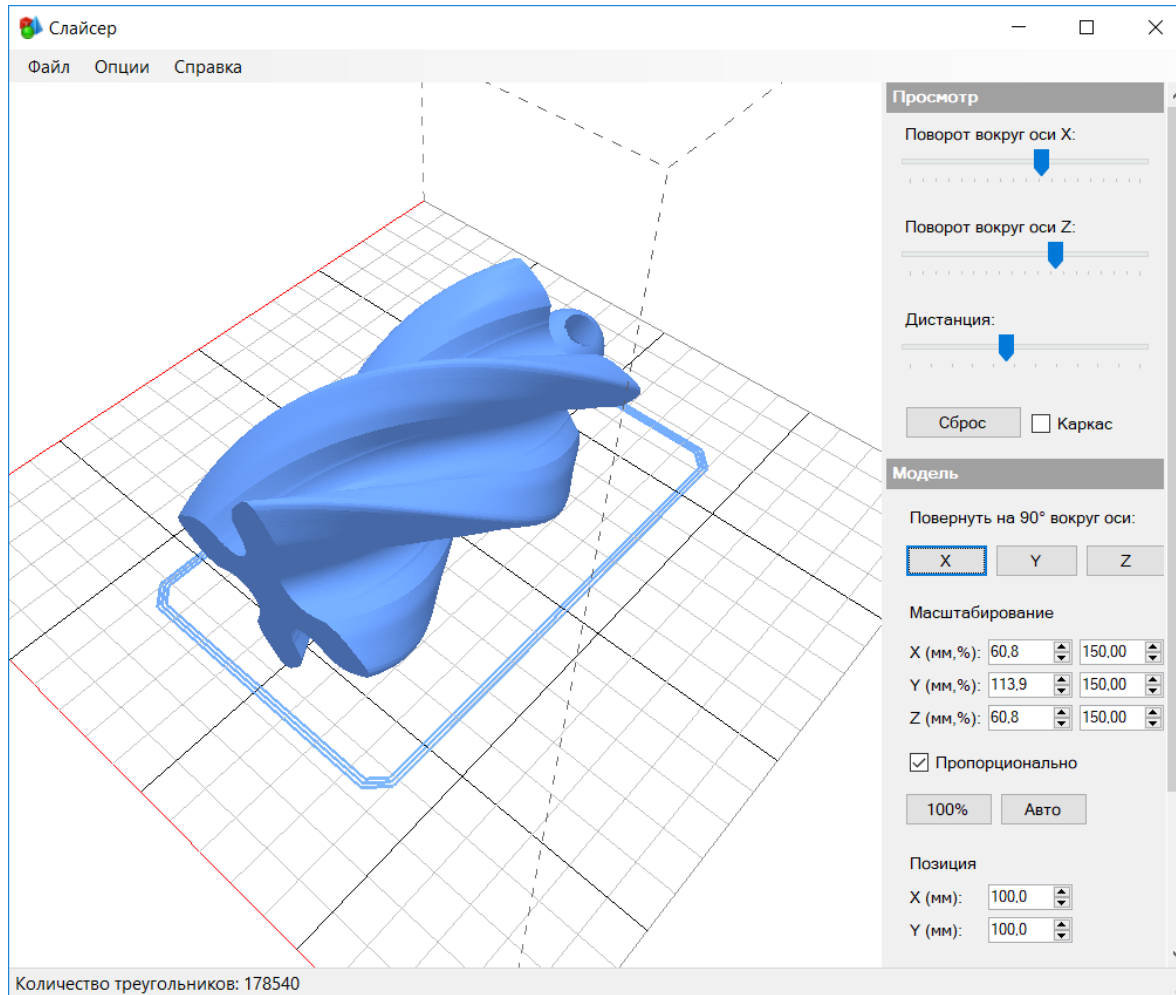 Слайсер
Файл Опции Справка
Просмотр
Поворот вокруг оси X:
Поворот вокруг оси Z:
Дистанция:
Сброс Каркас
Модель
Повернуть на 90° вокруг оси:
X Y Z
Масштабирование
X (мм,%): 60,8 150,00
Y (мм,%): 113,9 150,00
Z (мм,%): 60,8 150,00
Пропорционально
100% Авто
Позиция
X (мм): 100,0
Y (мм): 100,0
Количество треугольников: 178540